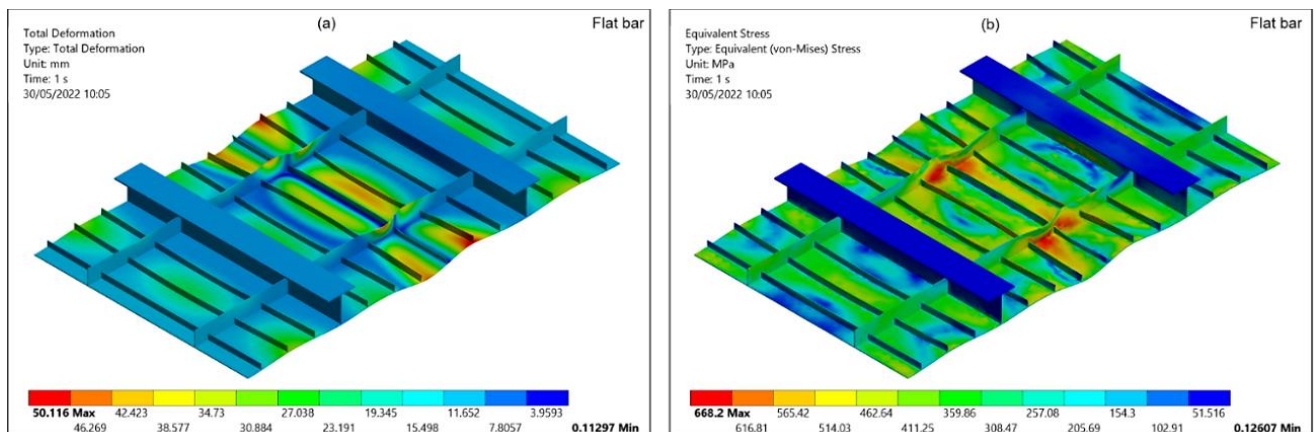 (a)
Flat bar
Total Deformation
Type: Total Deformation
Unit: mm
Time: 1 s
30/05/2022 10:05
50.116 Max 42.423 34.73 27.038 19.345 11.652 3.9593
46.269 38.577 30.884 23.191 15.498 7.8057 0.11297 Min
(b)
Flat bar
Equivalent Stress
Type: Equivalent (von-Mises) Stress
Unit: MPa
Time: 1 s
30/05/2022 10:05
668.2 Max 565.42 462.64 359.86 257.08 154.3 51.516
616.81 514.03 411.25 308.47 205.69 102.91 0.12607 Min